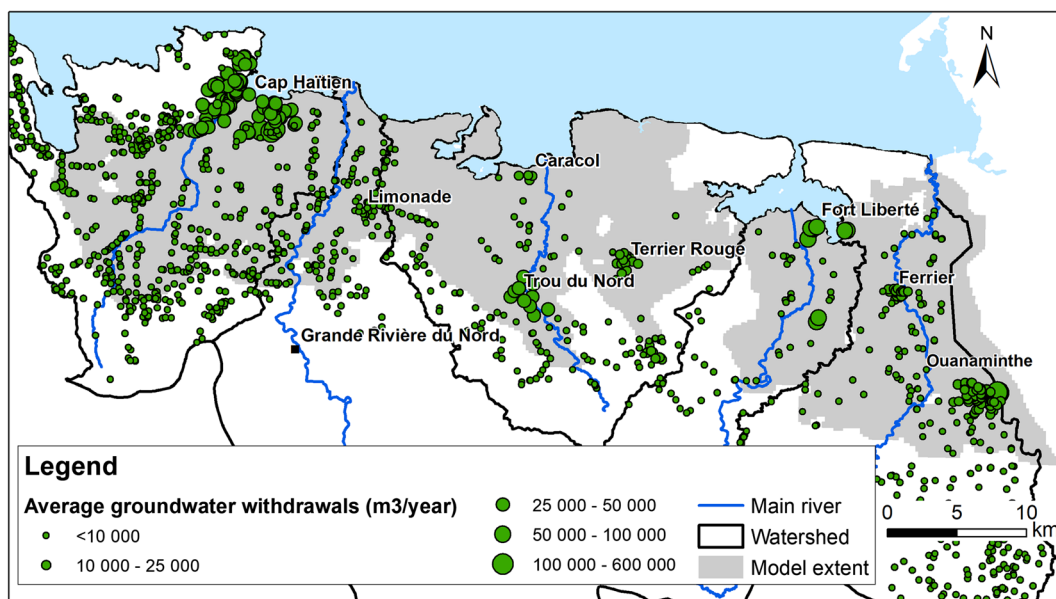 N
Cap Haïtien
Caracol
Limonade
Fort Liberté
Terrier Rouge
Trou du Nord
Ferrier
Grande Rivière du Nord
Ouanaminthe
Legend
Average groundwater withdrawals (m3/year)
<10 000
10 000 - 25 000
25 000 - 50 000
50 000 - 100 000
100 000 - 600 000
Main river
Watershed
Model extent
0 5 10
km